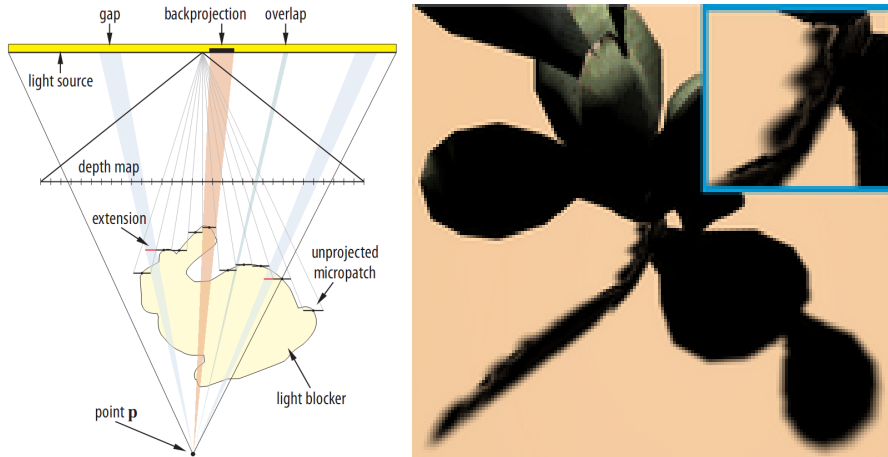 gap
backprojection
overlap
light source
depth map
extension
unprojected
micropatch
light blocker
point p